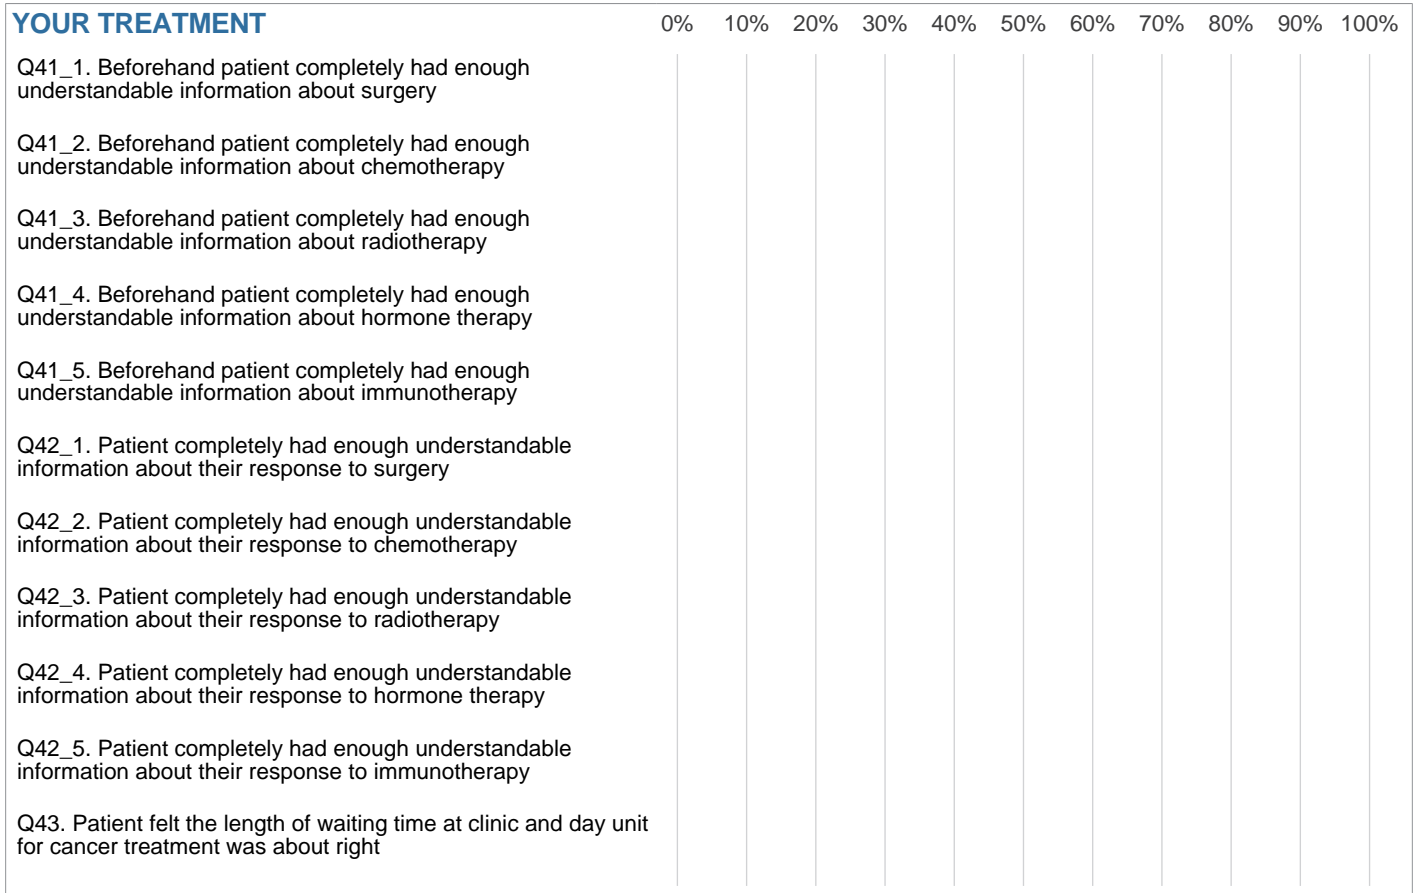 YOUR TREATMENT 0% 10% 20% 30% 40% 50% 60% 70% 80% 90% 100%
Q41_1. Beforehand patient completely had enough
understandable information about surgery
Q41_2. Beforehand patient completely had enough
understandable information about chemotherapy
Q41_3. Beforehand patient completely had enough
understandable information about radiotherapy
Q41_4. Beforehand patient completely had enough
understandable information about hormone therapy
Q41_5. Beforehand patient completely had enough
understandable information about immunotherapy
Q42_1. Patient completely had enough understandable
information about their response to surgery
Q42_2. Patient completely had enough understandable
information about their response to chemotherapy
Q42_3. Patient completely had enough understandable
information about their response to radiotherapy
Q42_4. Patient completely had enough understandable
information about their response to hormone therapy
Q42_5. Patient completely had enough understandable
information about their response to immunotherapy
Q43. Patient felt the length of waiting time at clinic and day unit
for cancer treatment was about right